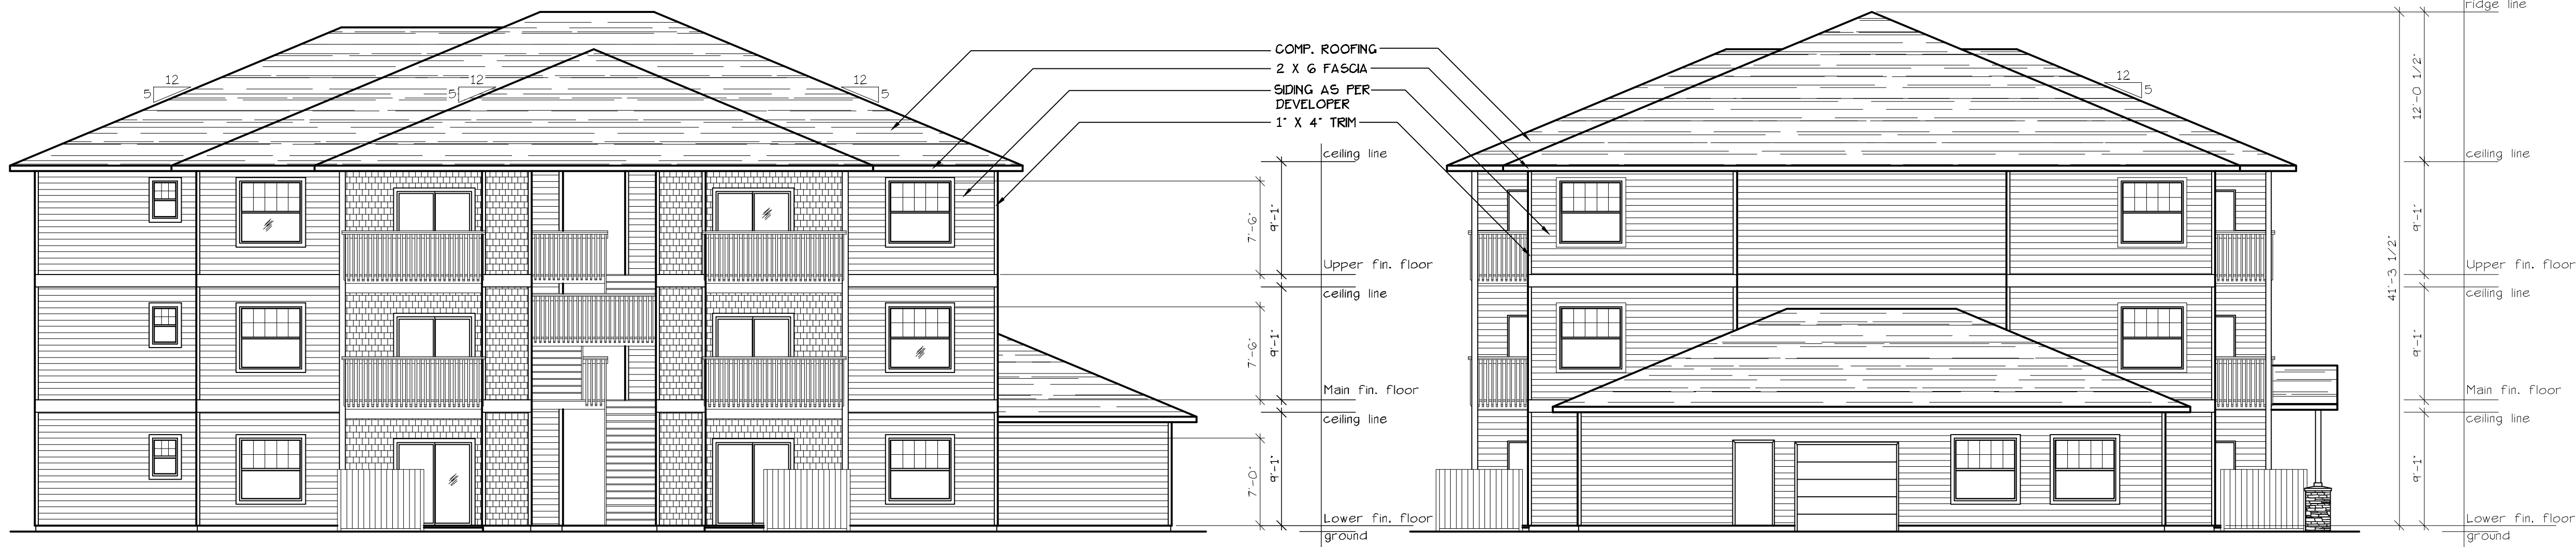 12
5
12
5
12
5
COMP. ROOFING
2 X 6 FASCIA
SIDING AS PER
DEVELOPER
1" X 4" TRIM
7'-6"
7'-6"
7'-0"
9'-1"
9'-1"
9'-1"
ceiling line
Upper fin. floor
ceiling line
Main fin. floor
ceiling line
Lower fin. floor
ground
12
5
41'-3 1/2"
12'-0 1/2"
9'-1"
9'-1"
9'-1"
ridge line
ceiling line
Upper fin. floor
ceiling line
Main fin. floor
ceiling line
Lower fin. floor
ground